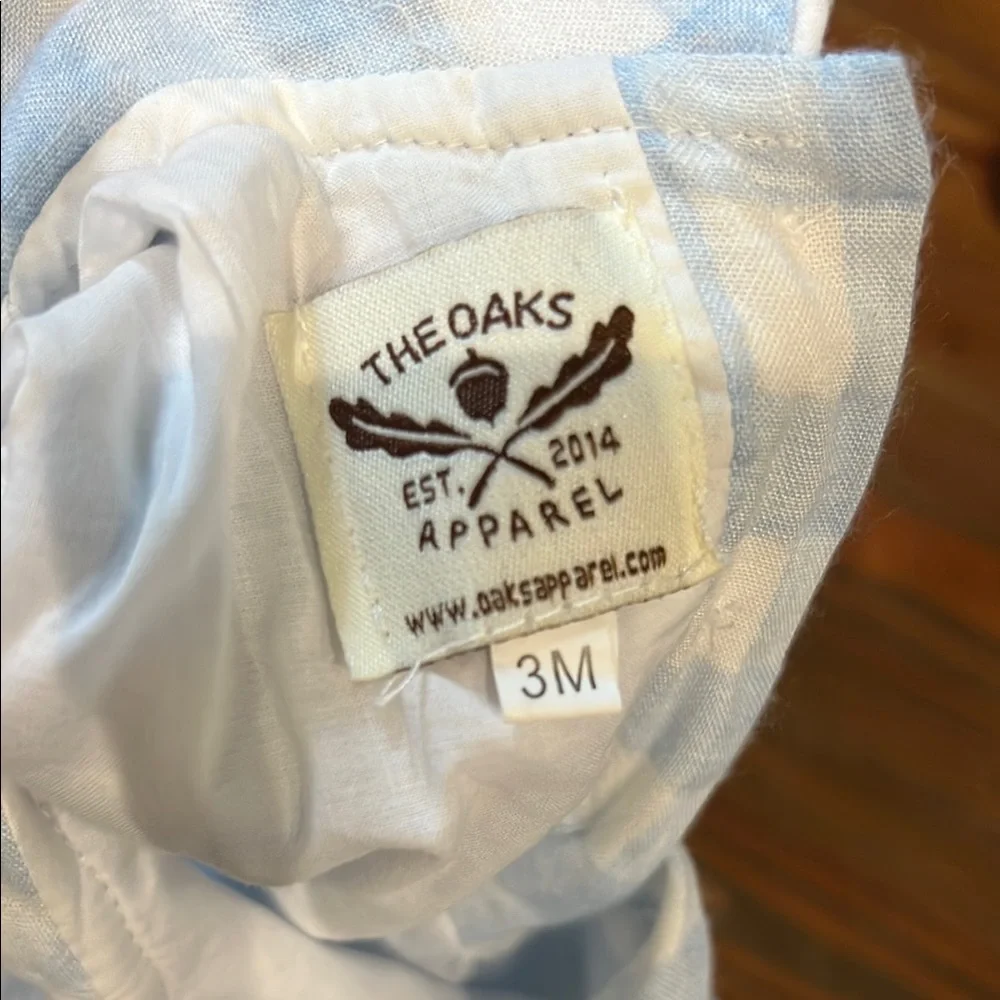 THE OAKS
EST. 2014
APPAREL
www.oaksapparel.com
3M